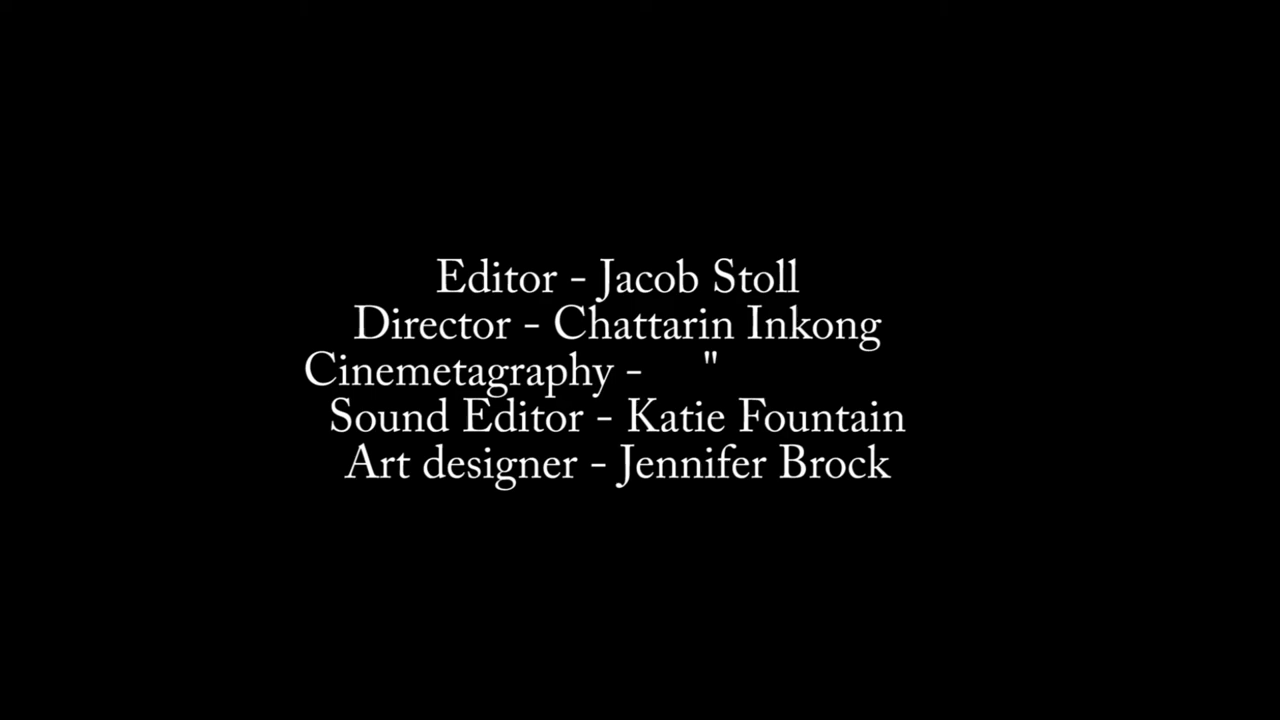 Editor - Jacob Stoll
Director - Chattarin Inkong
Cinemetagraphy - "
Sound Editor - Katie Fountain
Art designer - Jennifer Brock